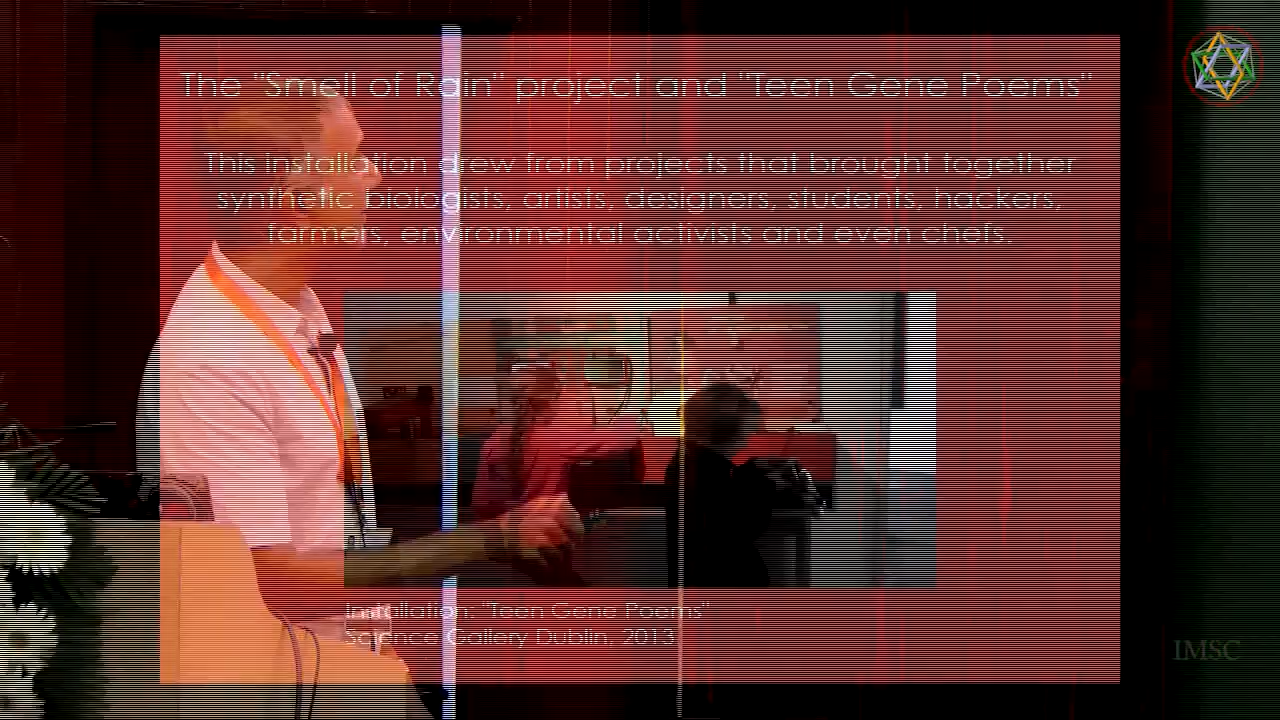 The "Smell of Rain" project and "Teen Gene Poems"
This installation drew from projects that brought together
synthetic biologists, artists, designers, students, hackers,
farmers, environmental activists and even chefs.
Installation: "Teen Gene Poems"
Science Gallery Dublin, 2013
IMSC